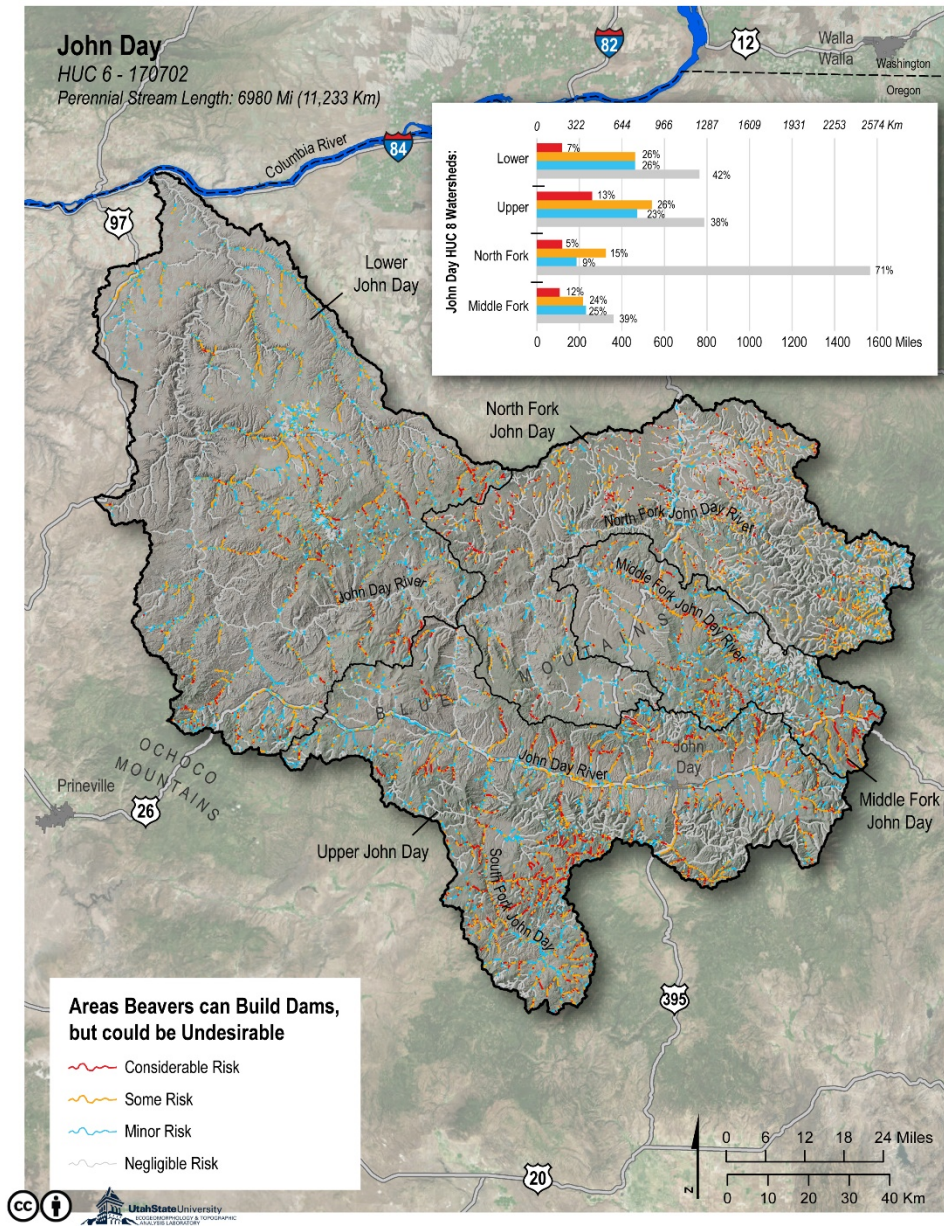 John Day
HUC 6 - 170702
Perennial Stream Length: 6980 Mi (11,233 Km)
82
12
Walla
Walla
Washington
Oregon
Columbia River
84
97
0 322 644 966 1287 1609 1931 2253 2574 Km
John Day HUC 8 Watersheds:
Lower
7%
26%
26%
42%
Upper
13%
26%
23%
38%
North Fork
5%
15%
9%
71%
Middle Fork
12%
24%
25%
39%
0 200 400 600 800 1000 1200 1400 1600 Miles
Lower
John Day
North Fork
John Day
North Fork John Day River
Middle Fork John Day River
John Day River
BLUE MOUTAINS
John Day River
John
Day
OCHOCO
MOUNTAINS
Prineville
26
Upper John Day
South Fork John Day
Middle Fork
John Day
395
20
Areas Beavers can Build Dams,
but could be Undesirable
Considerable Risk
Some Risk
Minor Risk
Negligible Risk
N
0 6 12 18 24 Miles
0 10 20 30 40 Km
cc
UtahStateUniversity
ECOGEOMORPHOLOGY & TOPOGRAPHIC
ANALYSIS LABORATORY